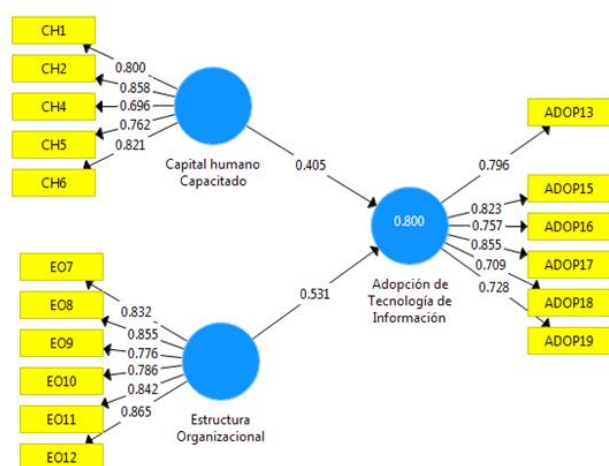 CH1
CH2
CH4
CH5
CH6
0.800
0.858
0.696
0.762
0.821
Capital humano
Capacitado
0.405
EO7
EO8
EO9
EO10
EO11
EO12
0.832
0.855
0.776
0.786
0.842
0.865
Estructura
Organizacional
0.531
0.800
Adopción de
Tecnología de
Información
0.796
0.823
0.757
0.855
0.709
0.728
ADOP13
ADOP15
ADOP16
ADOP17
ADOP18
ADOP19